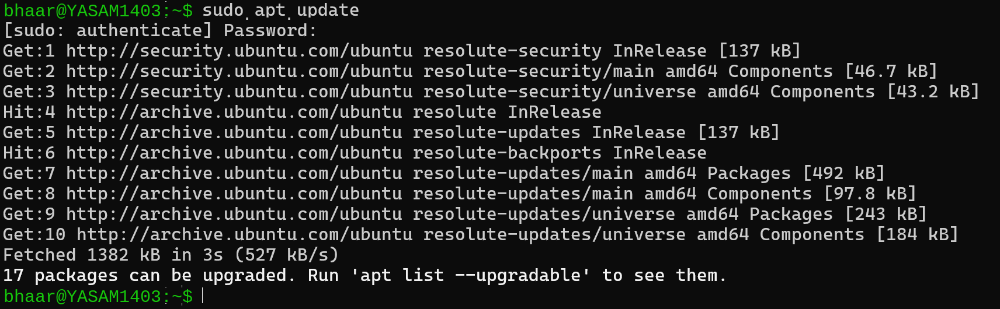 bhaar@YASAM1403:~$ sudo apt update
[sudo: authenticate] Password:
Get:1 http://security.ubuntu.com/ubuntu resolute-security InRelease [137 kB]
Get:2 http://security.ubuntu.com/ubuntu resolute-security/main amd64 Components [46.7 kB]
Get:3 http://security.ubuntu.com/ubuntu resolute-security/universe amd64 Components [43.2 kB]
Hit:4 http://archive.ubuntu.com/ubuntu resolute InRelease
Get:5 http://archive.ubuntu.com/ubuntu resolute-updates InRelease [137 kB]
Hit:6 http://archive.ubuntu.com/ubuntu resolute-backports InRelease
Get:7 http://archive.ubuntu.com/ubuntu resolute-updates/main amd64 Packages [492 kB]
Get:8 http://archive.ubuntu.com/ubuntu resolute-updates/main amd64 Components [97.8 kB]
Get:9 http://archive.ubuntu.com/ubuntu resolute-updates/universe amd64 Packages [243 kB]
Get:10 http://archive.ubuntu.com/ubuntu resolute-updates/universe amd64 Components [184 kB]
Fetched 1382 kB in 3s (527 kB/s)
17 packages can be upgraded. Run 'apt list --upgradable' to see them.
bhaar@YASAM1403:~$